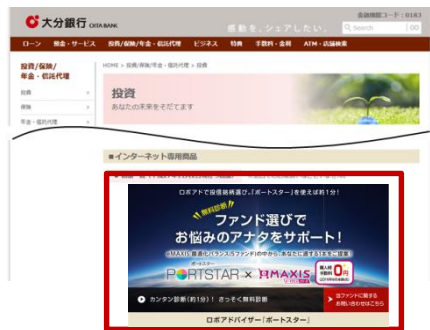 金融機関コード：0183
大分銀行 OITA BANK
感動を、シェアしたい。
Search
GO
ローン 預金・サービス 投資/保険/年金・信託代理 ビジネス 特典 手数料・金利 ATM・店舗検索
投資/保険/
年金・信託代理
HOME > 投資/保険/年金・信託代理 > 投資
投資
保険
年金・信託代理
投資
あなたの未来をそだてます
■インターネット専用商品
ロボアドで投信銘柄選び。「ポートスター」を使えば約1分！
無料診断
ファンド選びで
お悩みのアナタをサポート！
eMAXIS 最適化バランス(5ファンド)の中から、あなたに適する1本をご提案！
ポートスター
PORTSTAR × eMAXIS
購入時手数料 0円
カンタン診断(約1分)！ さっそく無料診断
当ファンドに関する
お問い合わせはこちら
ロボアドバイザー「ポートスター」